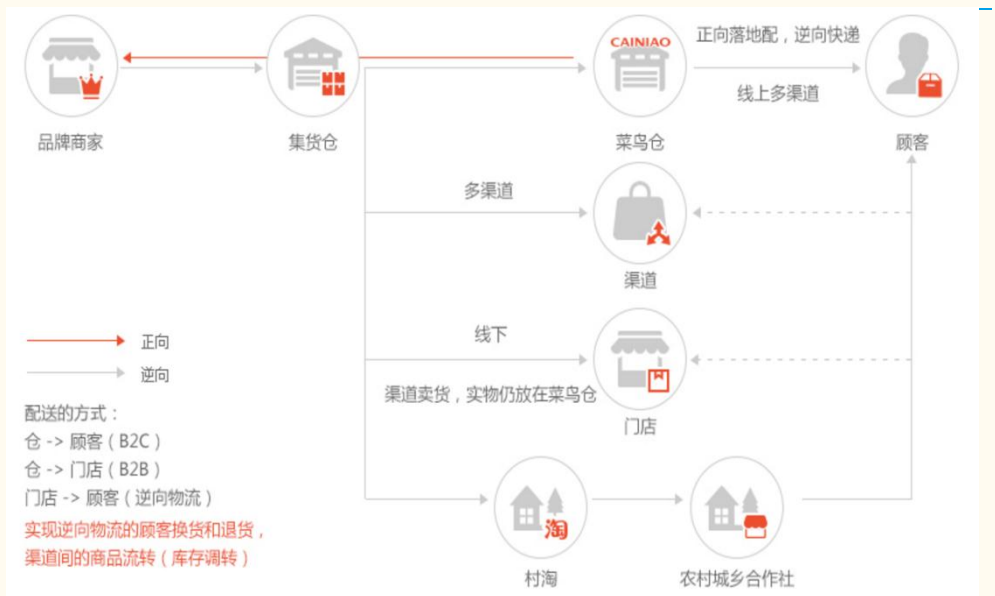 CAINIAO
正向落地配，逆向快递
线上多渠道
品牌商家
集货仓
菜鸟仓
顾客
多渠道
渠道
线下
渠道卖货，实物仍放在菜鸟仓
门店
正向
逆向
配送的方式：
仓 -> 顾客（B2C）
仓 -> 门店（B2B）
门店 -> 顾客（逆向物流）
实现逆向物流的顾客换货和退货，
渠道间的商品流转（库存调转）
淘
村淘
农村城乡合作社